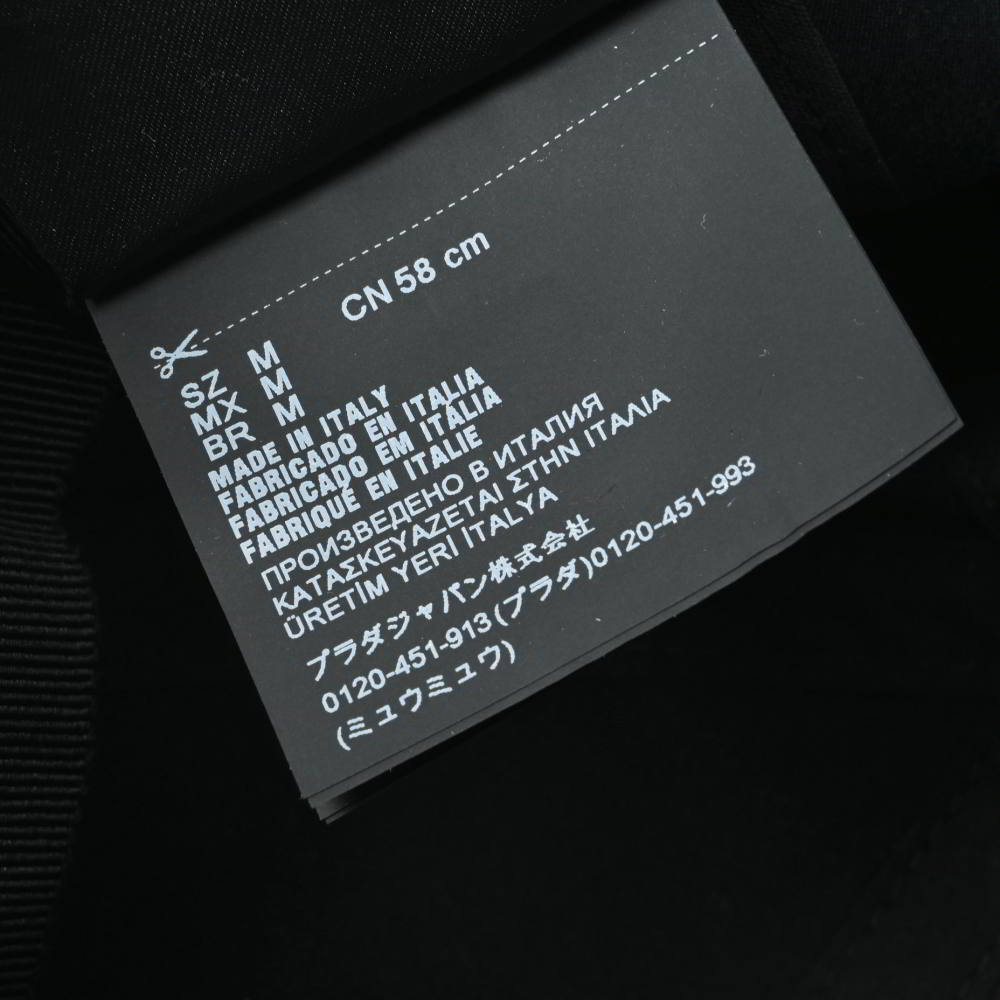 CN 58 cm
SZ M
MX M
BR M
MADE IN ITALY
FABRICADO EN ITALIA
FABRICADO EM ITÁLIA
FABRIQUÉ EN ITALIE
ПРОИЗВЕДЕНО В ИТАЛИЯ
ΚΑΤΑΣΚΕΥΑΖΕΤΑΙ ΣΤΗΝ ΙΤΑΛΙΑ
ÜRETİM YERİ İTALYA
プラダジャパン株式会社
0120-451-913(プラダ)0120-451-993
(ミュウミュウ)